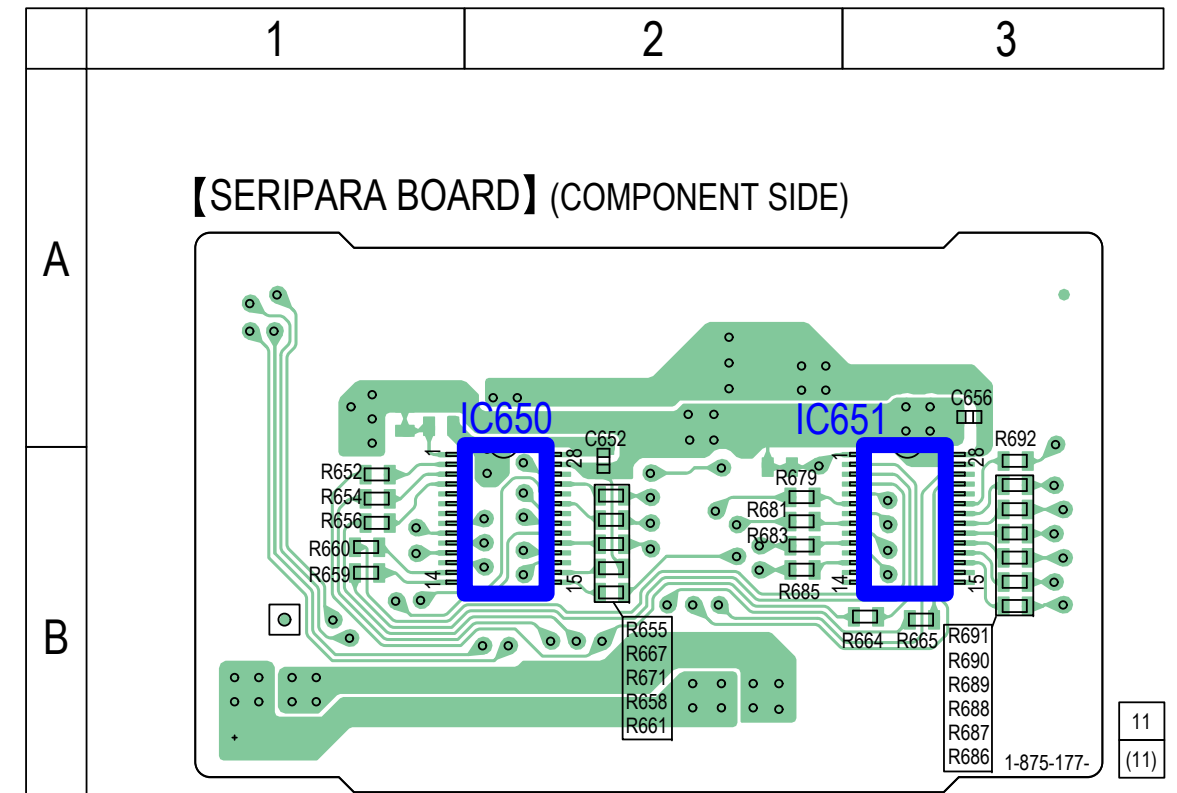 1 2 3
A
【SERIPARA BOARD】 (COMPONENT SIDE)
IC650
IC651
C656
C652
R692
1
28
1
28
R652
R654
R656
R660
R659
R679
R681
R683
R685
14
15
14
15
R664
R665
B
R655
R667
R671
R658
R661
R691
R690
R689
R688
R687
R686
1-875-177-
11
(11)